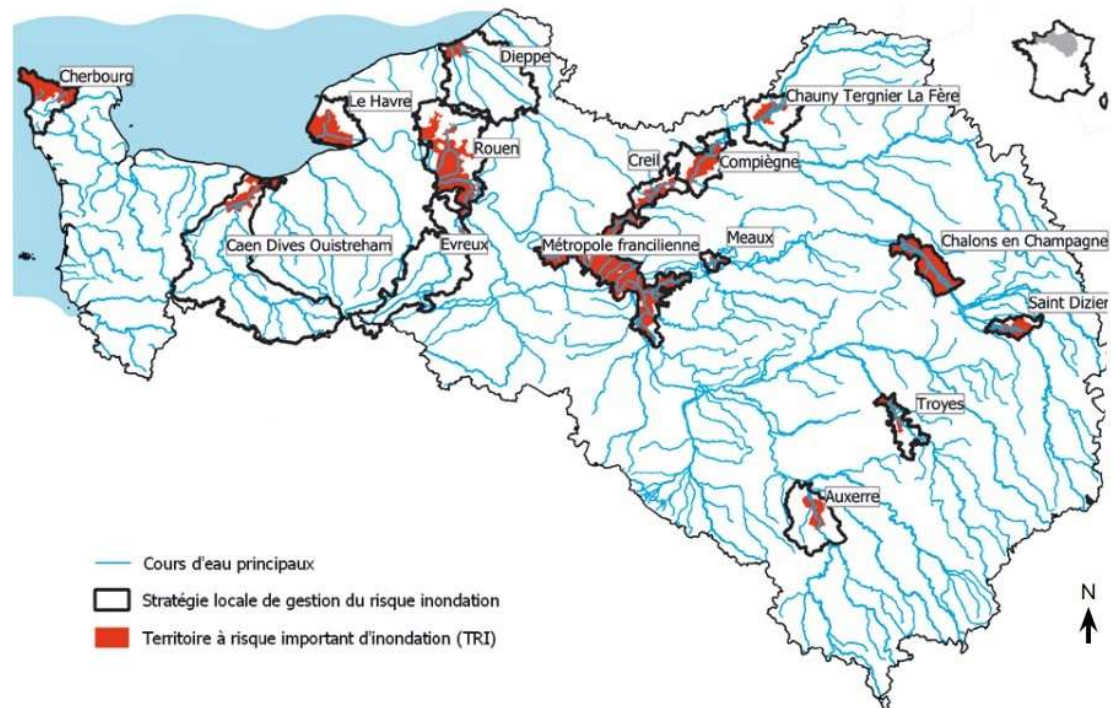 Dieppe
Cherbourg
Le Havre
Chauny Tergnier La Fère
Rouen
Creil
Compiègne
Caen Dives Ouistreham
Evreux
Métropole francilienne
Meaux
Chalons en Champagne
Saint Dizier
Troyes
Auxerre
Cours d'eau principaux
Stratégie locale de gestion du risque inondation
Territoire à risque important d'inondation (TRI)
N